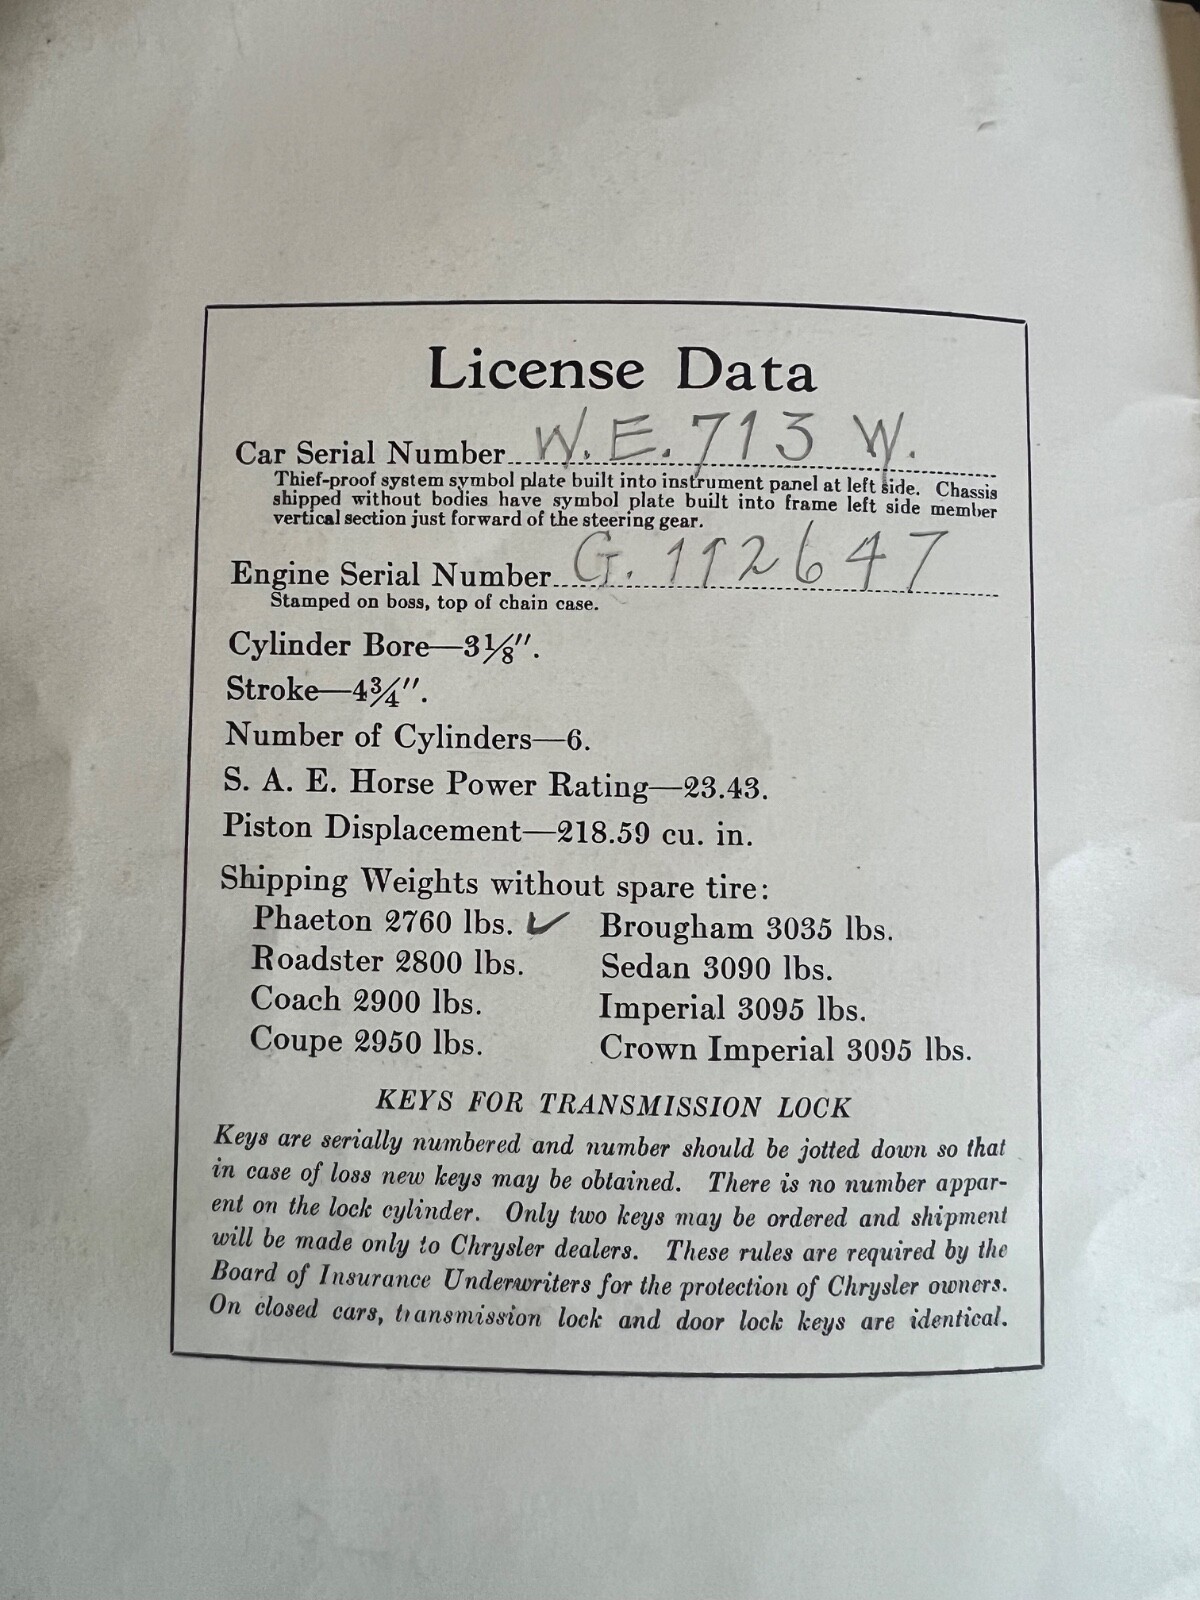 License Data
Car Serial Number W. E. 713 W.
Thief-proof system symbol plate built into instrument panel at left side. Chassis
shipped without bodies have symbol plate built into frame left side member
vertical section just forward of the steering gear.
Engine Serial Number G. 112647
Stamped on boss, top of chain case.
Cylinder Bore—3⅛″.
Stroke—4¾″.
Number of Cylinders—6.
S. A. E. Horse Power Rating—23.43.
Piston Displacement—218.59 cu. in.
Shipping Weights without spare tire:
Phaeton 2760 lbs. ✓ Brougham 3035 lbs.
Roadster 2800 lbs. Sedan 3090 lbs.
Coach 2900 lbs. Imperial 3095 lbs.
Coupe 2950 lbs. Crown Imperial 3095 lbs.
KEYS FOR TRANSMISSION LOCK
Keys are serially numbered and number should be jotted down so that
in case of loss new keys may be obtained. There is no number appar-
ent on the lock cylinder. Only two keys may be ordered and shipment
will be made only to Chrysler dealers. These rules are required by the
Board of Insurance Underwriters for the protection of Chrysler owners.
On closed cars, transmission lock and door lock keys are identical.